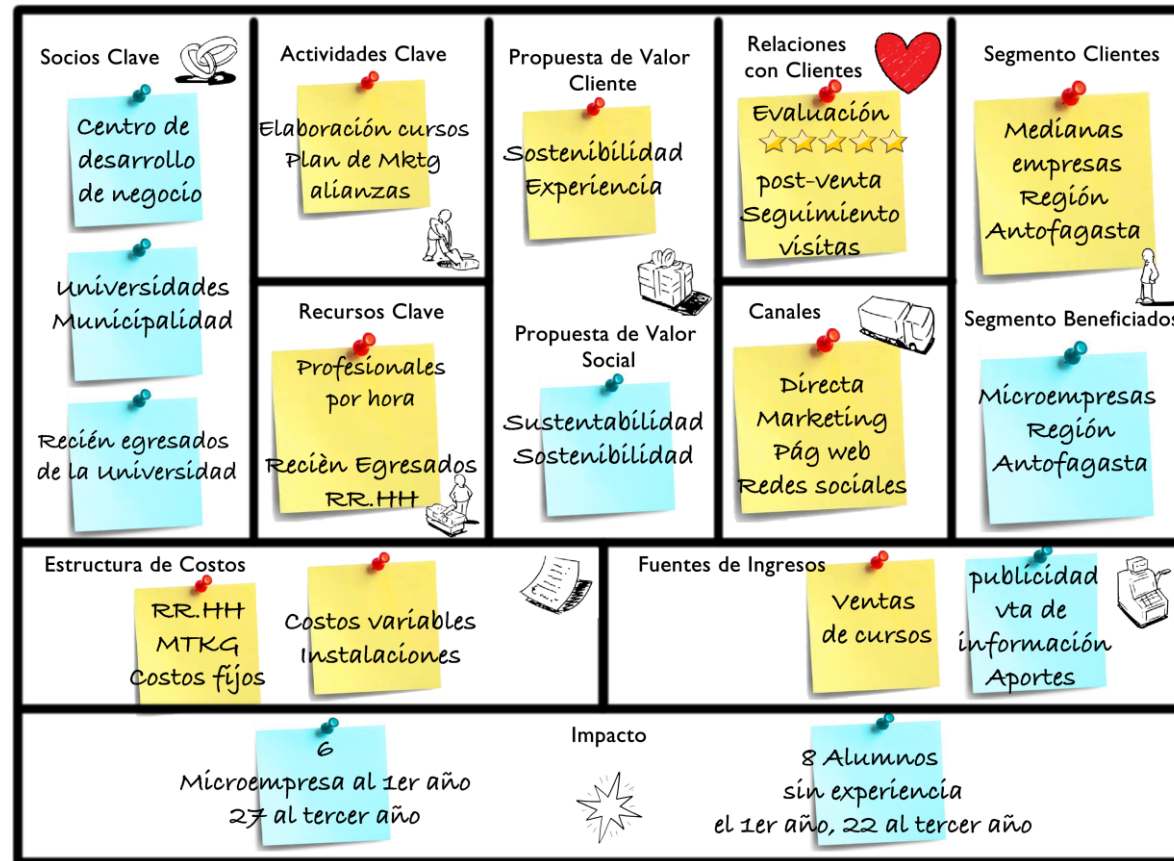 Socios Clave
Centro de
desarrollo
de negocio
Universidades
Municipalidad
Recién egresados
de la Universidad
Actividades Clave
Elaboración cursos
Plan de Mktg
alianzas
Recursos Clave
Profesionales
por hora
Recièn Egresados
RR.HH
Propuesta de Valor
Cliente
Sostenibilidad
Experiencia
Propuesta de Valor
Social
Sustentabilidad
Sostenibilidad
Relaciones
con Clientes
Evaluación
post-venta
Seguimiento
visitas
Canales
Directa
Marketing
Pág web
Redes sociales
Segmento Clientes
Medianas
empresas
Región
Antofagasta
Segmento Beneficiados
Microempresas
Región
Antofagasta
Estructura de Costos
RR.HH
MTKG
Costos fijos
Costos variables
Instalaciones
Fuentes de Ingresos
Ventas
de cursos
publicidad
vta de
información
Aportes
Impacto
6
Microempresa al 1er año
27 al tercer año
8 Alumnos
sin experiencia
el 1er año, 22 al tercer año